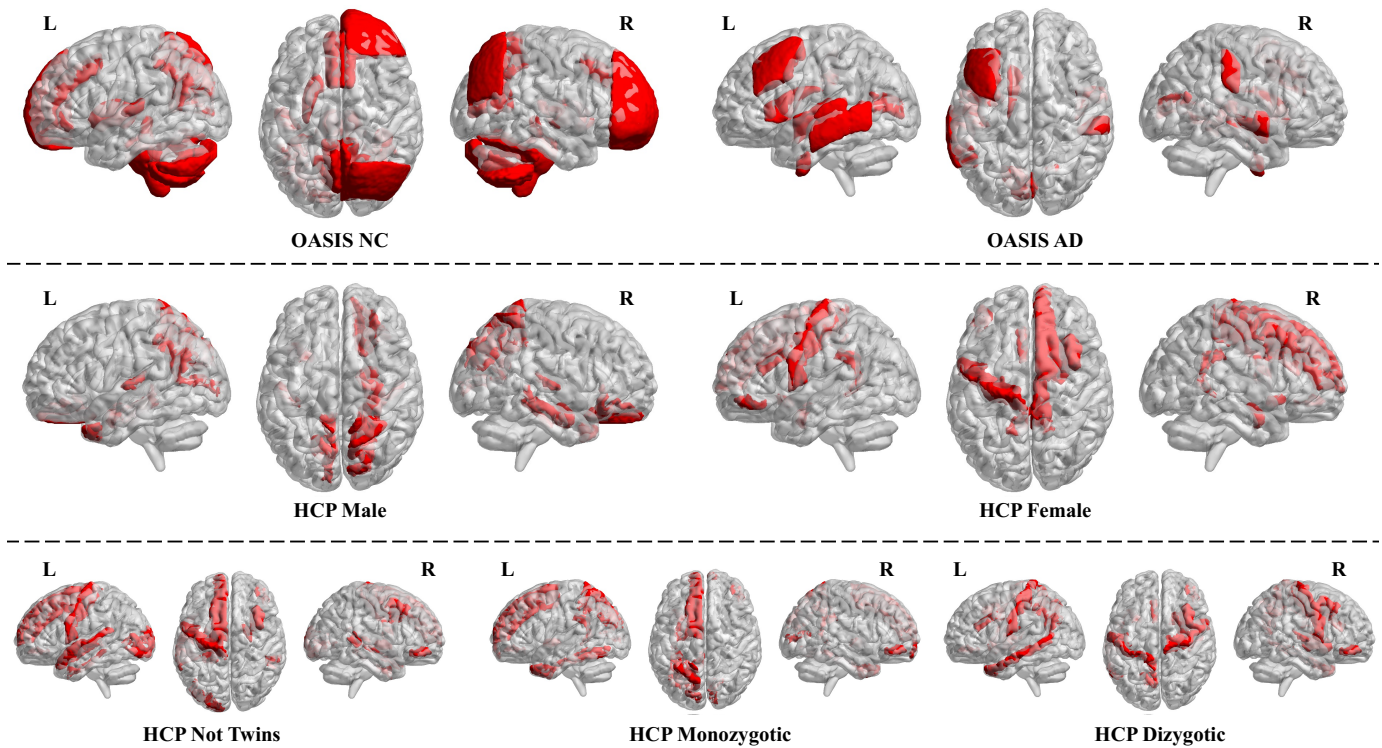 L R L R
OASIS NC OASIS AD
L R L R
HCP Male HCP Female
L R L R L R
HCP Not Twins HCP Monozygotic HCP Dizygotic